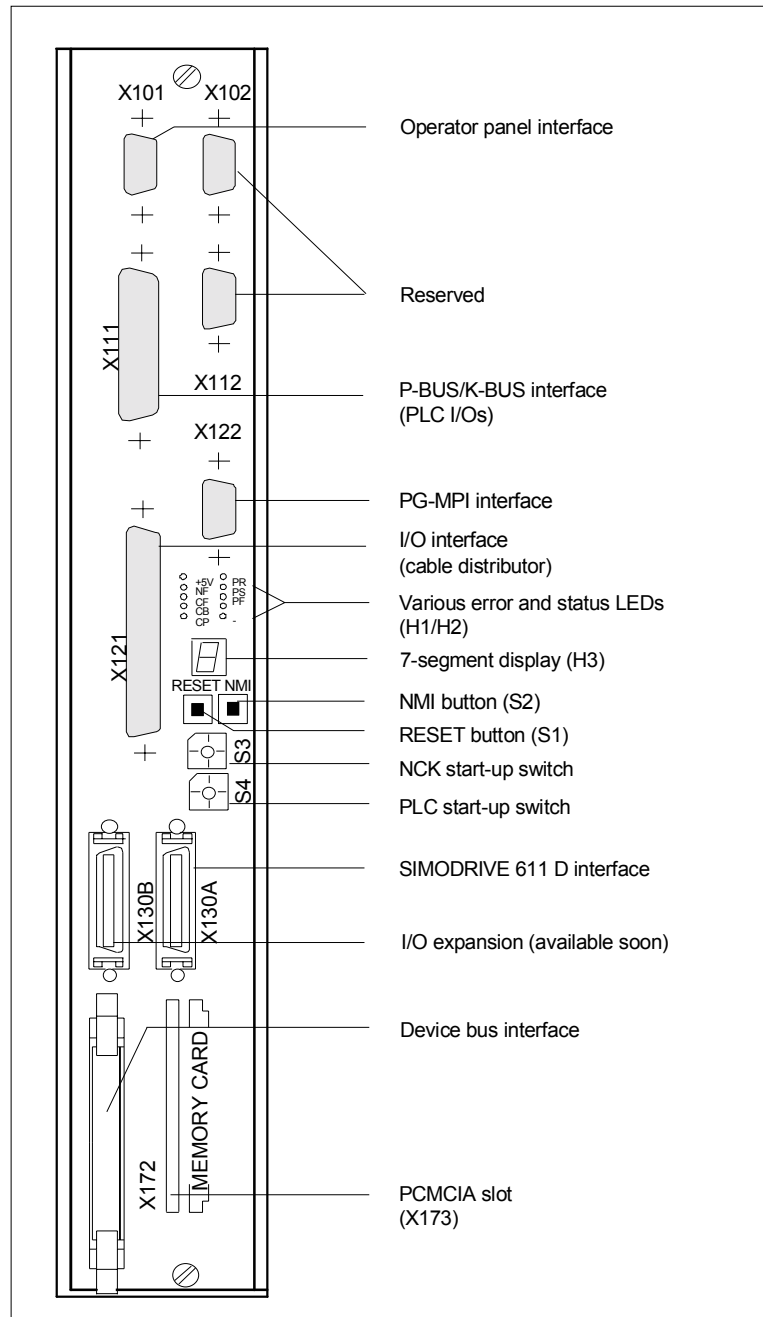 X101 X102
Operator panel interface
Reserved
X111
X112
P-BUS/K-BUS interface
(PLC I/Os)
X122
PG-MPI interface
I/O interface
(cable distributor)
+5V PR
NF PS
CF PF
CB
CP -
Various error and status LEDs
(H1/H2)
X121
7-segment display (H3)
RESET NMI
NMI button (S2)
RESET button (S1)
S3
NCK start-up switch
S4
PLC start-up switch
SIMODRIVE 611 D interface
X130B
X130A
I/O expansion (available soon)
Device bus interface
MEMORY CARD
X172
PCMCIA slot
(X173)